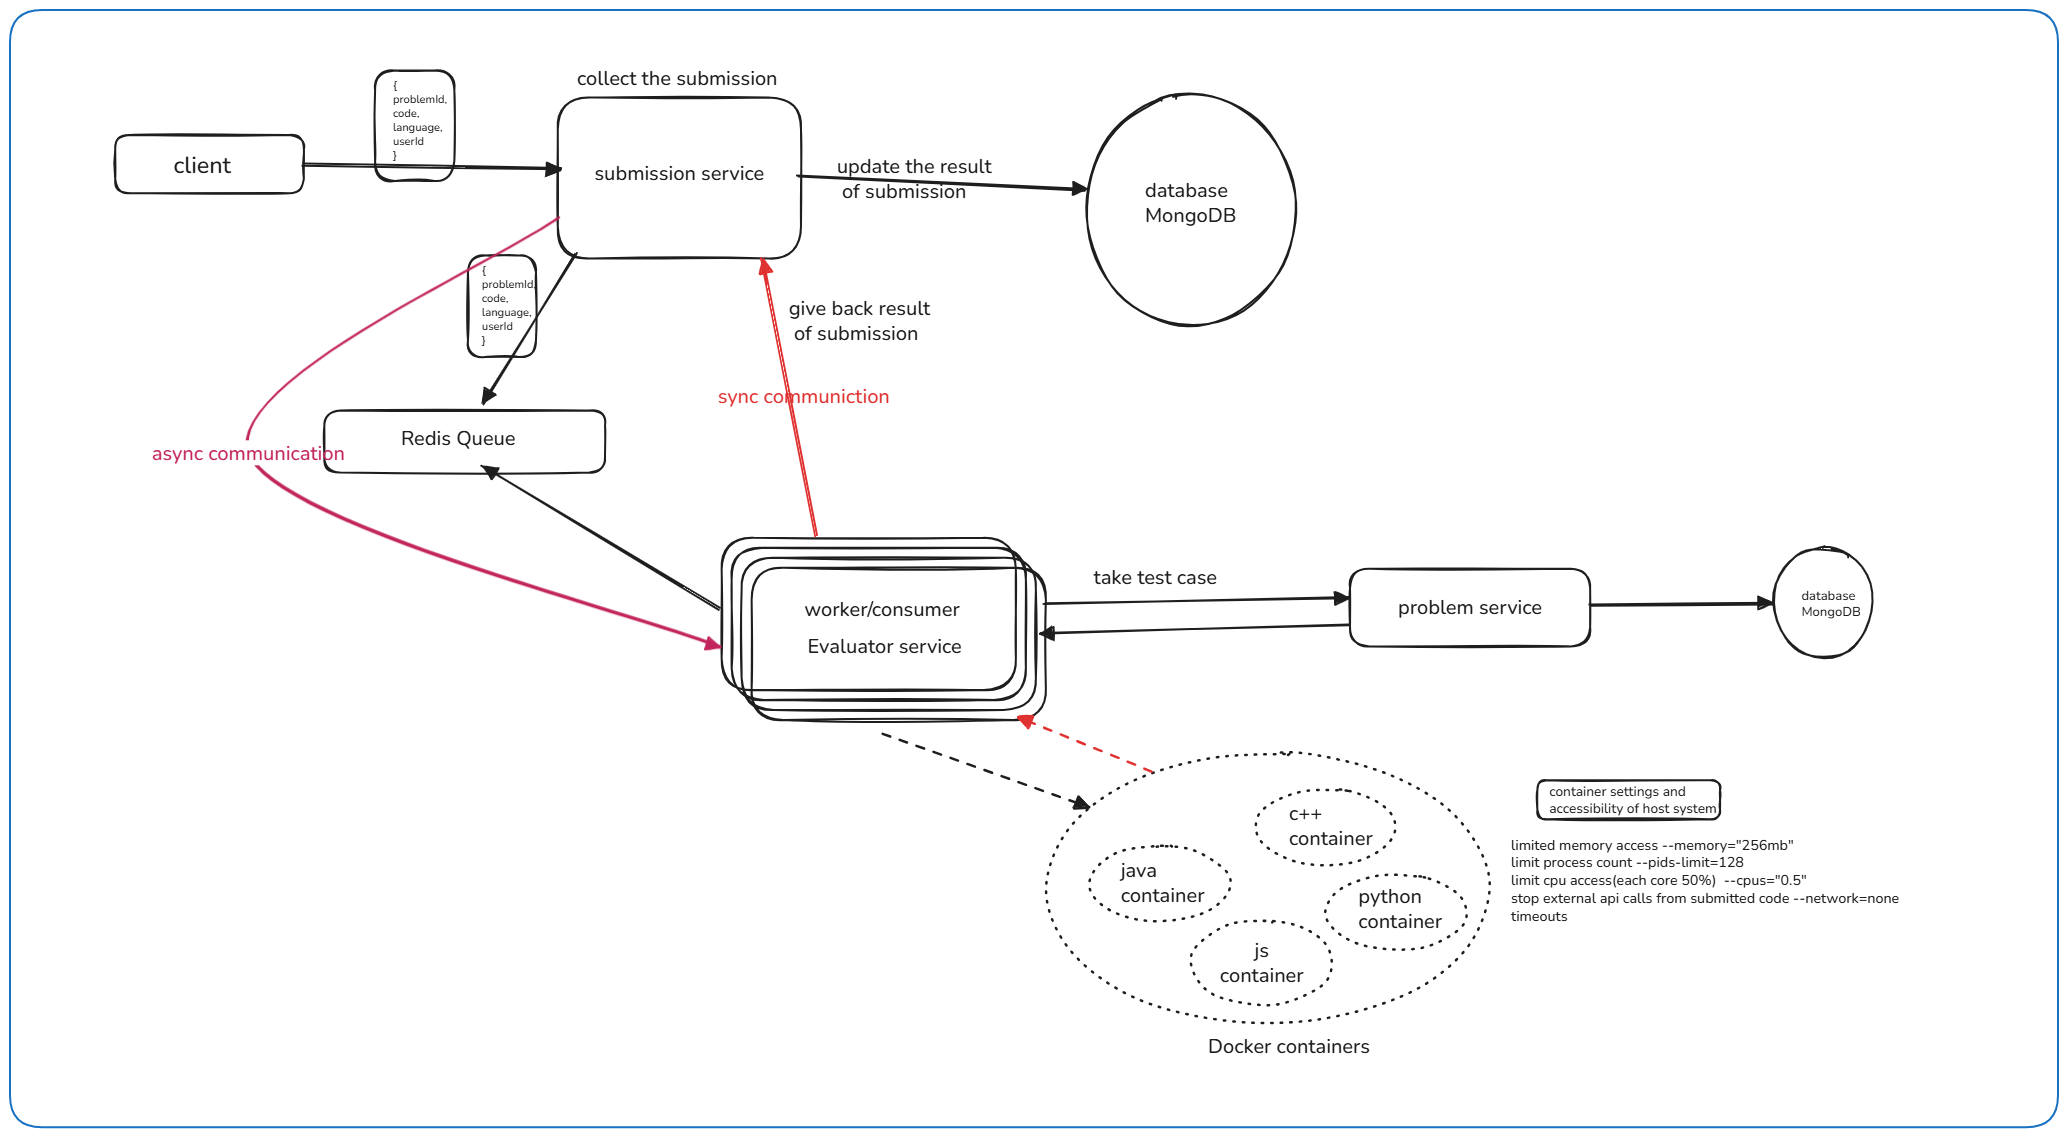 collect the submission
{
problemId,
code,
language,
userId
}
client
submission service
update the result
of submission
database
MongoDB
{
problemId,
code,
language,
userId
}
give back result
of submission
sync communiction
Redis Queue
async communication
worker/consumer
Evaluator service
take test case
problem service
database
MongoDB
container settings and
accessibility of host system
limited memory access --memory="256mb"
limit process count --pids-limit=128
limit cpu access(each core 50%)  --cpus="0.5"
stop external api calls from submitted code --network=none
timeouts
c++
container
java
container
python
container
js
container
Docker containers